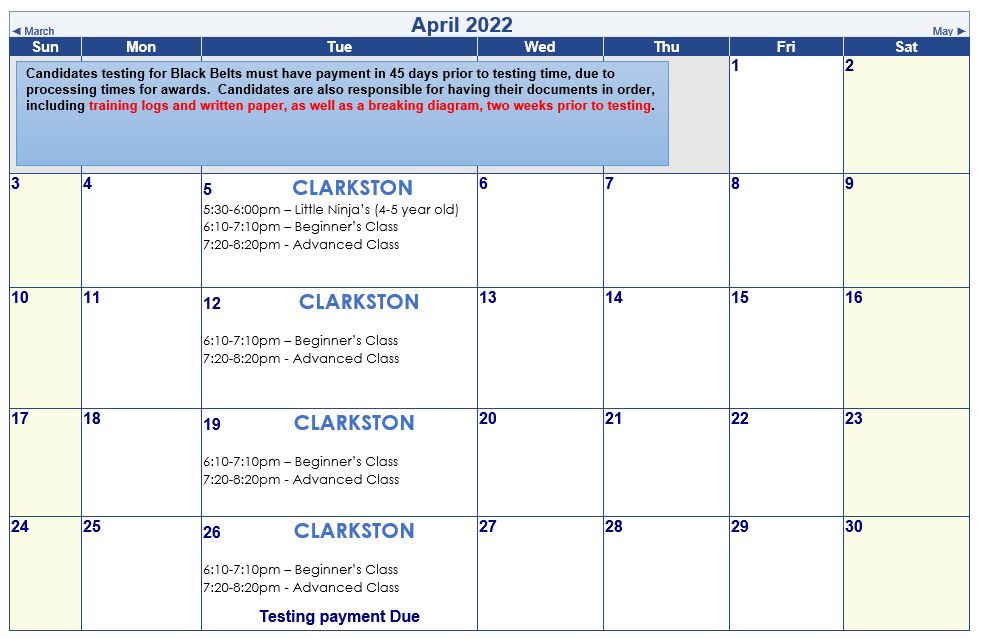 April 2022
◄ March
May ►
Sun Mon Tue Wed Thu Fri Sat
Candidates testing for Black Belts must have payment in 45 days prior to testing time, due to
processing times for awards. Candidates are also responsible for having their documents in order,
including training logs and written paper, as well as a breaking diagram, two weeks prior to testing.
1
2
3
4
5 CLARKSTON
5:30-6:00pm – Little Ninja's (4-5 year old)
6:10-7:10pm – Beginner's Class
7:20-8:20pm - Advanced Class
6
7
8
9
10
11
12 CLARKSTON
6:10-7:10pm – Beginner's Class
7:20-8:20pm - Advanced Class
13
14
15
16
17
18
19 CLARKSTON
6:10-7:10pm – Beginner's Class
7:20-8:20pm - Advanced Class
20
21
22
23
24
25
26 CLARKSTON
6:10-7:10pm – Beginner's Class
7:20-8:20pm - Advanced Class
Testing payment Due
27
28
29
30